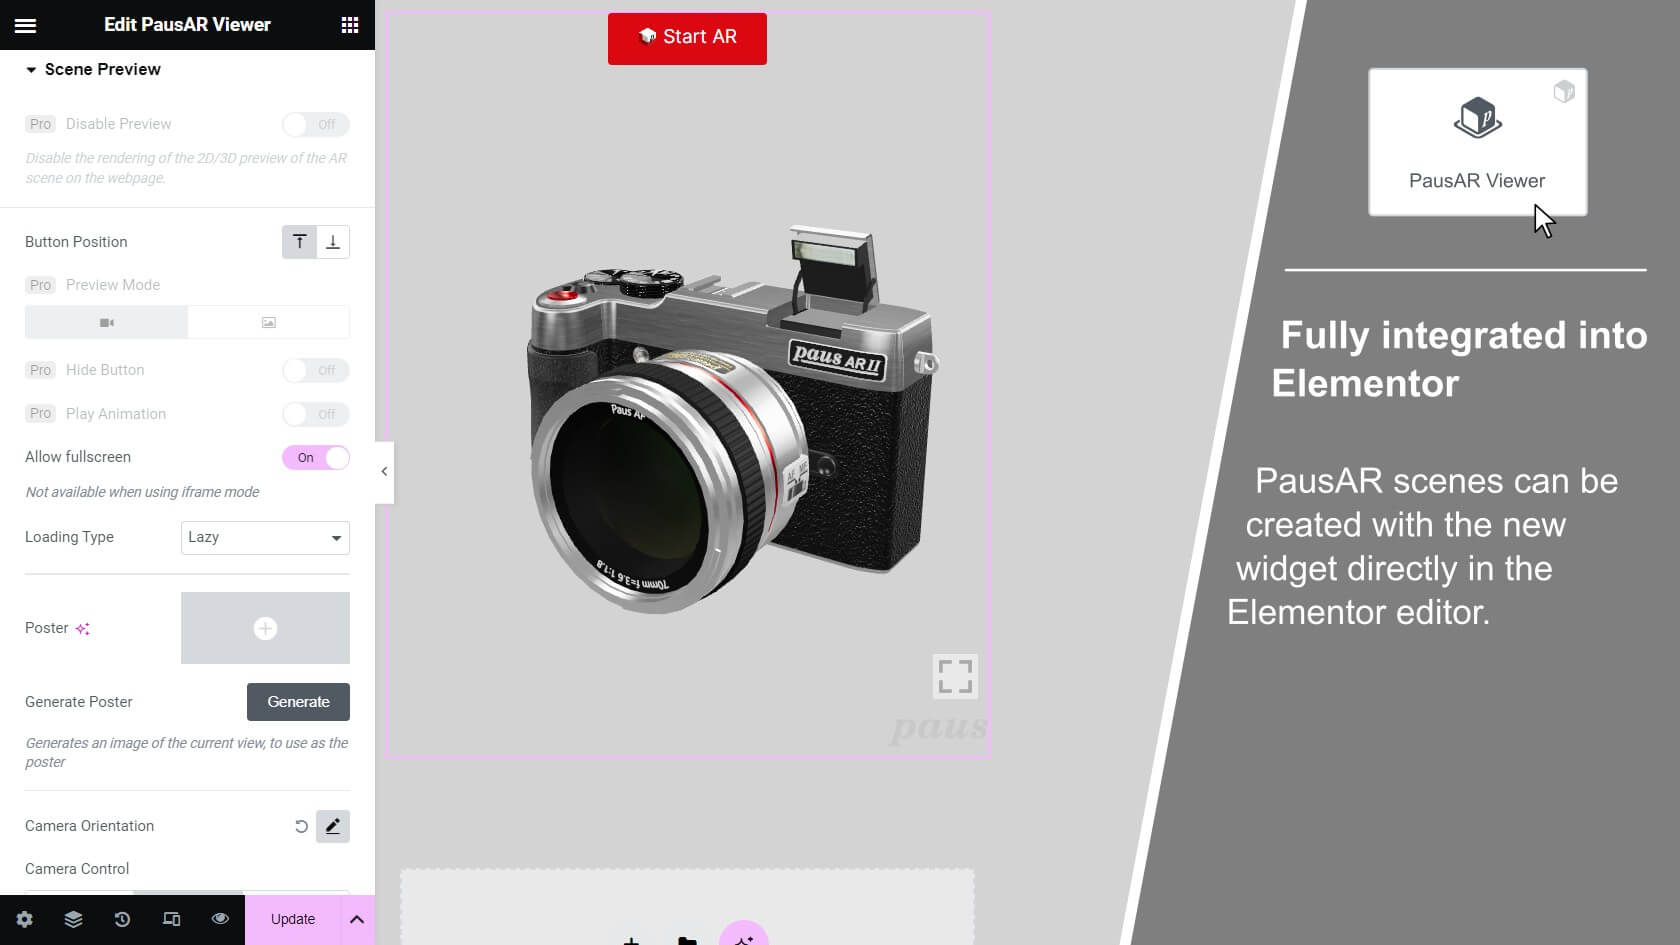 Edit PausAR Viewer
Scene Preview
Pro Disable Preview Off
Disable the rendering of the 2D/3D preview of the AR
scene on the webpage.
Button Position
Pro Preview Mode
Pro Hide Button Off
Pro Play Animation Off
Allow fullscreen On
Not available when using iframe mode
Loading Type Lazy
Poster
Generate Poster Generate
Generates an image of the current view, to use as the
poster
Camera Orientation
Camera Control
Update
Start AR
paus AR II
Paus AR
AF MF
70mm f=3.6 1:1.8
paus
p
PausAR Viewer
Fully integrated into
Elementor
PausAR scenes can be
created with the new
widget directly in the
Elementor editor.